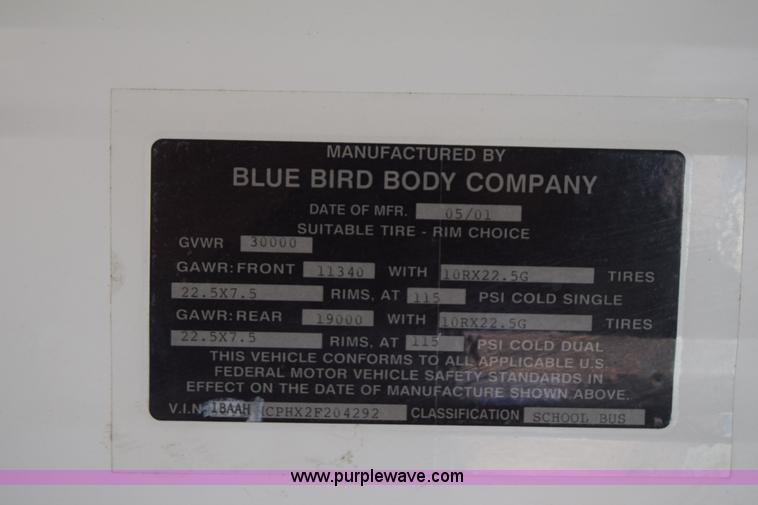 MANUFACTURED BY
BLUE BIRD BODY COMPANY
DATE OF MFR. 05/01
SUITABLE TIRE - RIM CHOICE
GVWR 30000
GAWR: FRONT 11340 WITH 10RX22.5G TIRES
22.5X7.5 RIMS, AT 115 PSI COLD SINGLE
GAWR: REAR 19000 WITH 10RX22.5G TIRES
22.5X7.5 RIMS, AT 115 PSI COLD DUAL
THIS VEHICLE CONFORMS TO ALL APPLICABLE U.S.
FEDERAL MOTOR VEHICLE SAFETY STANDARDS IN
EFFECT ON THE DATE OF MANUFACTURE SHOWN ABOVE.
V.I.N. 1BAAHCPHX2F204292 CLASSIFICATION SCHOOL BUS
www.purplewave.com